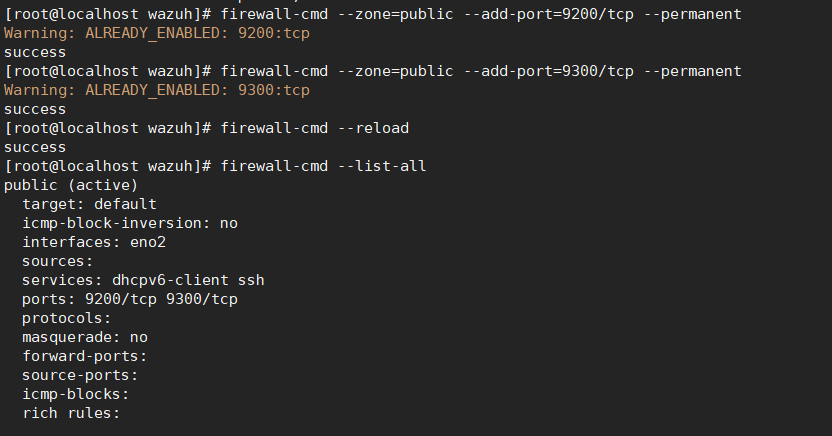 [root@localhost wazuh]# firewall-cmd --zone=public --add-port=9200/tcp --permanent
Warning: ALREADY_ENABLED: 9200:tcp
success
[root@localhost wazuh]# firewall-cmd --zone=public --add-port=9300/tcp --permanent
Warning: ALREADY_ENABLED: 9300:tcp
success
[root@localhost wazuh]# firewall-cmd --reload
success
[root@localhost wazuh]# firewall-cmd --list-all
public (active)
  target: default
  icmp-block-inversion: no
  interfaces: eno2
  sources:
  services: dhcpv6-client ssh
  ports: 9200/tcp 9300/tcp
  protocols:
  masquerade: no
  forward-ports:
  source-ports:
  icmp-blocks:
  rich rules: